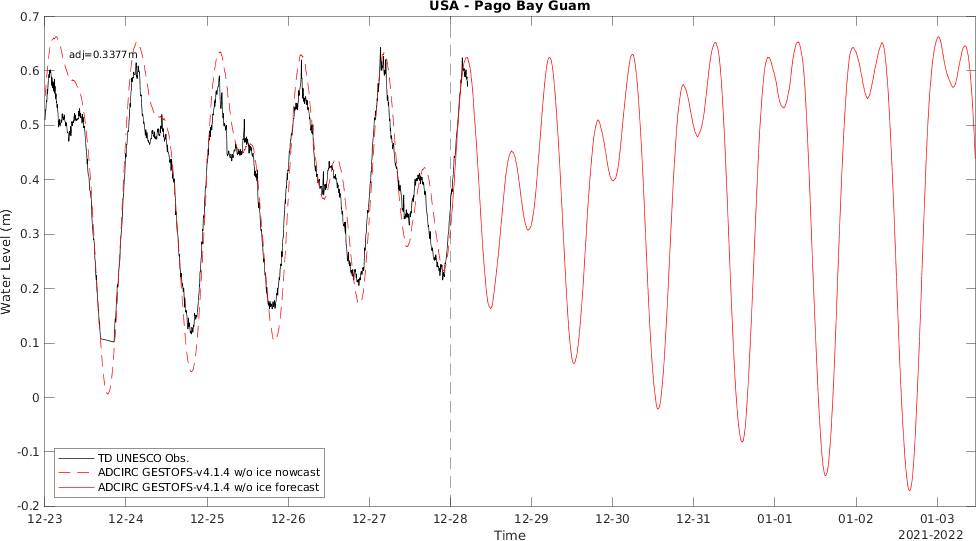 USA - Pago Bay Guam
0.7
0.6
0.5
0.4
0.3
0.2
0.1
0
-0.1
-0.2
Water Level (m)
adj=0.3377m
TD UNESCO Obs.
ADCIRC GESTOFS-v4.1.4 w/o ice nowcast
ADCIRC GESTOFS-v4.1.4 w/o ice forecast
12-23 12-24 12-25 12-26 12-27 12-28 12-29 12-30 12-31 01-01 01-02 01-03
Time
2021-2022